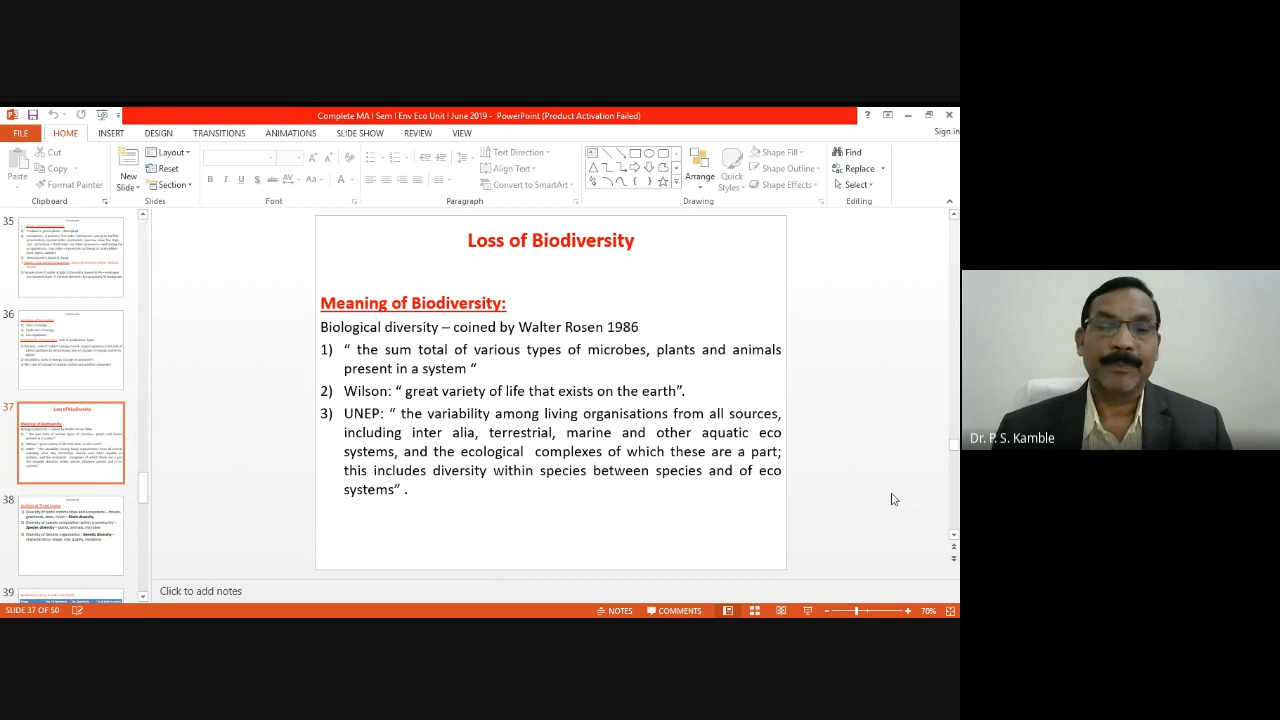 Complete MA I Sem I Env Eco Unit I June 2019 - PowerPoint (Product Activation Failed)
FILE HOME INSERT DESIGN TRANSITIONS ANIMATIONS SLIDE SHOW REVIEW VIEW Sign in
Cut
Copy
Format Painter
Paste
Clipboard
New Slide
Layout
Reset
Section
Slides
Font
Text Direction
Align Text
Convert to SmartArt
Paragraph
Arrange
Quick Styles
Shape Fill
Shape Outline
Shape Effects
Drawing
Find
Replace
Select
Editing
35
36
37
Loss of Biodiversity
Meaning of Biodiversity:
38
39
Loss of Biodiversity
Meaning of Biodiversity:
Biological diversity – coined by Walter Rosen 1986
1) “ the sum total of various types of microbes, plants and animals
present in a system “
2) Wilson: “ great variety of life that exists on the earth”.
3) UNEP: “ the variability among living organisations from all sources,
including inter alia terrestrial, marine and other aquatic eco
systems, and the ecological complexes of which these are apart;
this includes diversity within species between species and of eco
systems” .
Click to add notes
SLIDE 37 OF 50 NOTES COMMENTS 70%
Dr. P. S. Kamble